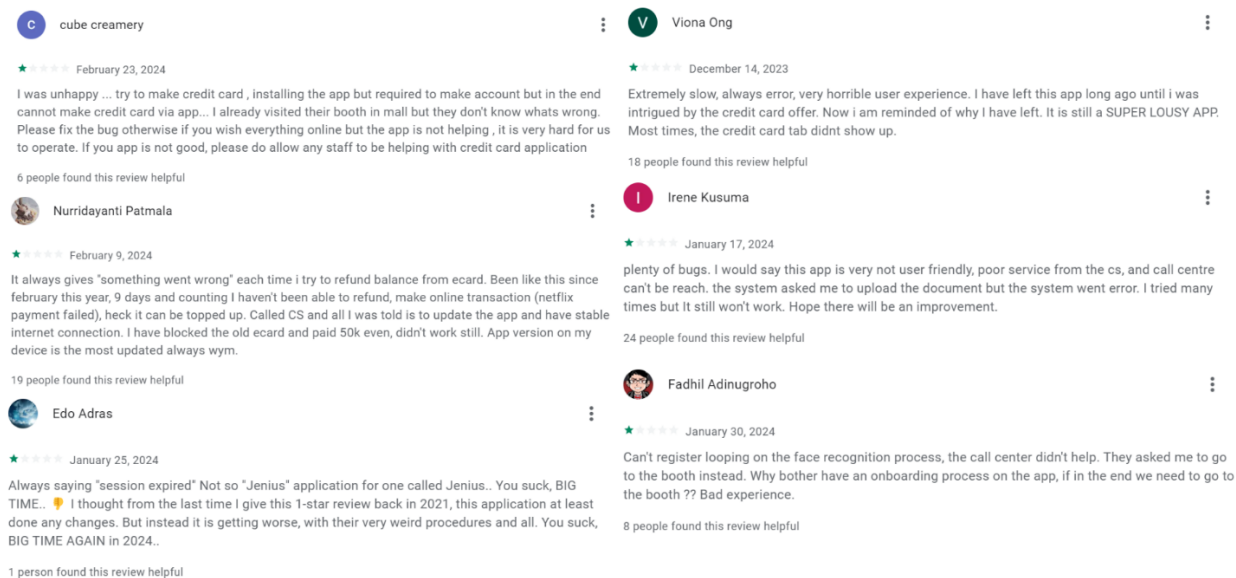 C
cube creamery
February 23, 2024
I was unhappy ... try to make credit card , installing the app but required to make account but in the end
cannot make credit card via app... I already visited their booth in mall but they don't know whats wrong.
Please fix the bug otherwise if you wish everything online but the app is not helping , it is very hard for us
to operate. If you app is not good, please do allow any staff to be helping with credit card application
6 people found this review helpful
Nurridayanti Patmala
February 9, 2024
It always gives "something went wrong" each time i try to refund balance from ecard. Been like this since
february this year, 9 days and counting I haven't been able to refund, make online transaction (netflix
payment failed), heck it can be topped up. Called CS and all I was told is to update the app and have stable
internet connection. I have blocked the old ecard and paid 50k even, didn't work still. App version on my
device is the most updated always wym.
19 people found this review helpful
Edo Adras
January 25, 2024
Always saying "session expired" Not so "Jenius" application for one called Jenius.. You suck, BIG
TIME.. 👎 I thought from the last time I give this 1-star review back in 2021, this application at least
done any changes. But instead it is getting worse, with their very weird procedures and all. You suck,
BIG TIME AGAIN in 2024..
1 person found this review helpful
V
Viona Ong
December 14, 2023
Extremely slow, always error, very horrible user experience. I have left this app long ago until i was
intrigued by the credit card offer. Now i am reminded of why I have left. It is still a SUPER LOUSY APP.
Most times, the credit card tab didnt show up.
18 people found this review helpful
I
Irene Kusuma
January 17, 2024
plenty of bugs. I would say this app is very not user friendly, poor service from the cs, and call centre
can't be reach. the system asked me to upload the document but the system went error. I tried many
times but It still won't work. Hope there will be an improvement.
24 people found this review helpful
Fadhil Adinugroho
January 30, 2024
Can't register looping on the face recognition process, the call center didn't help. They asked me to go
to the booth instead. Why bother have an onboarding process on the app, if in the end we need to go to
the booth ?? Bad experience.
8 people found this review helpful